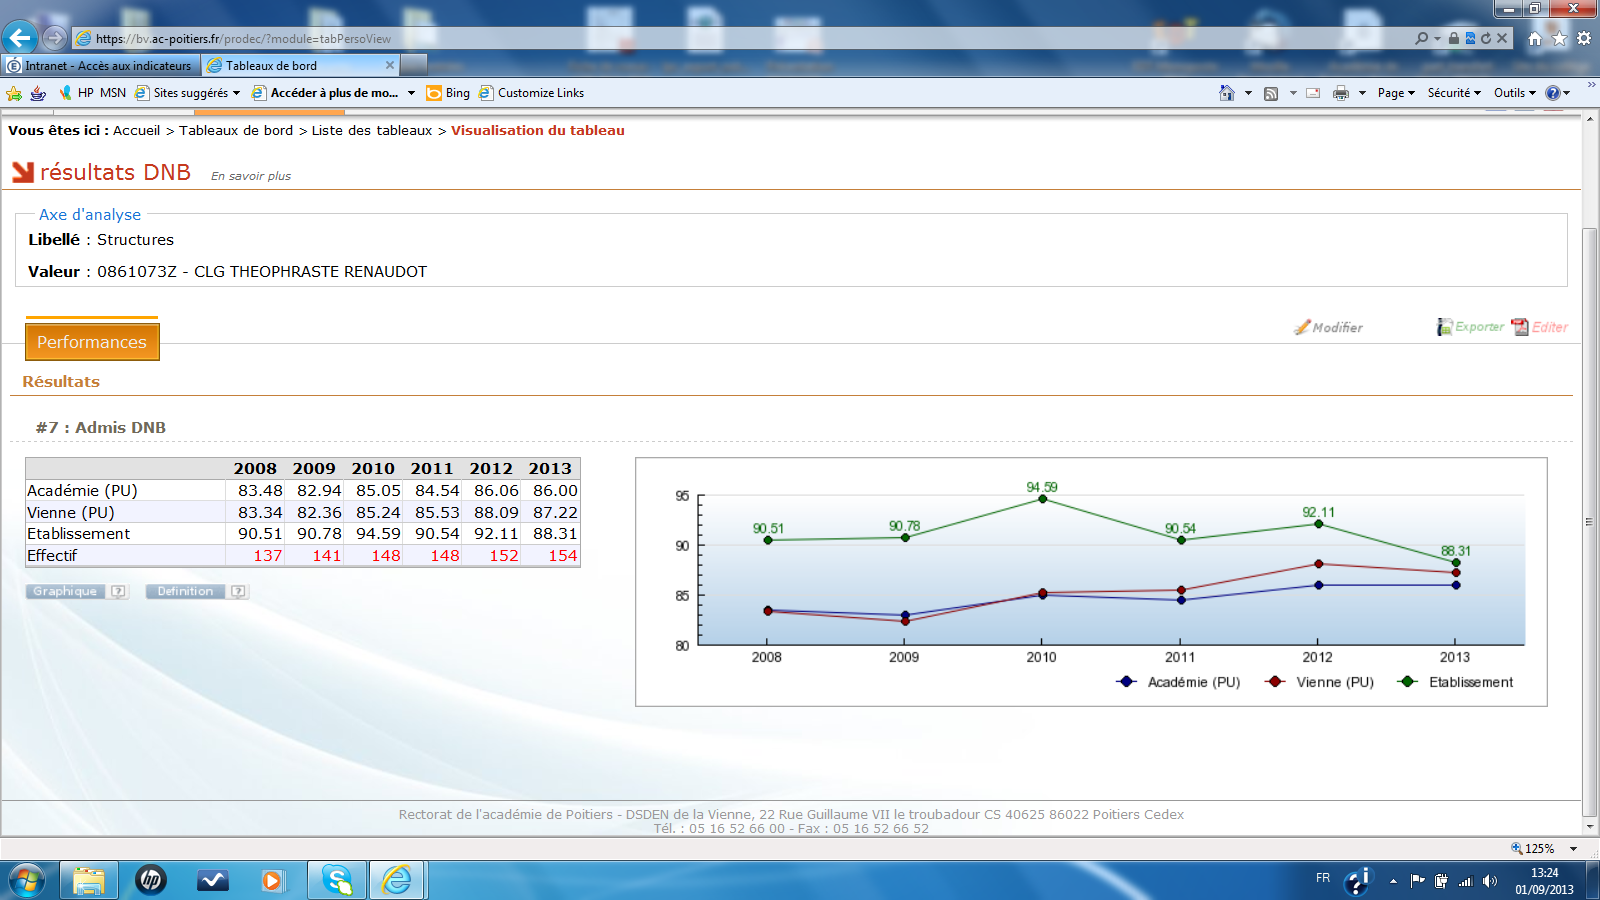 https://bv.ac-poitiers.fr/prodec/?module=tabPersoView
Intranet - Accès aux indicateurs
Tableaux de bord
HP MSN Sites suggérés Accéder à plus de mo... Bing Customize Links
Page Sécurité Outils
Vous êtes ici : Accueil > Tableaux de bord > Liste des tableaux > Visualisation du tableau
résultats DNB En savoir plus
Axe d'analyse
Libellé : Structures
Valeur : 0861073Z - CLG THEOPHRASTE RENAUDOT
Modifier Exporter Editer
Performances
Résultats
#7 : Admis DNB
2008 2009 2010 2011 2012 2013
Académie (PU) 83.48 82.94 85.05 84.54 86.06 86.00
Vienne (PU) 83.34 82.36 85.24 85.53 88.09 87.22
Etablissement 90.51 90.78 94.59 90.54 92.11 88.31
Effectif 137 141 148 148 152 154
Graphique ? Definition ?
95
90
85
80
90.51 90.78 94.59 90.54 92.11 88.31
2008 2009 2010 2011 2012 2013
Académie (PU) Vienne (PU) Etablissement
Rectorat de l'académie de Poitiers - DSDEN de la Vienne, 22 Rue Guillaume VII le troubadour CS 40625 86022 Poitiers Cedex
Tél. : 05 16 52 66 00 - Fax : 05 16 52 66 52
125%
hp
FR
13:24
01/09/2013